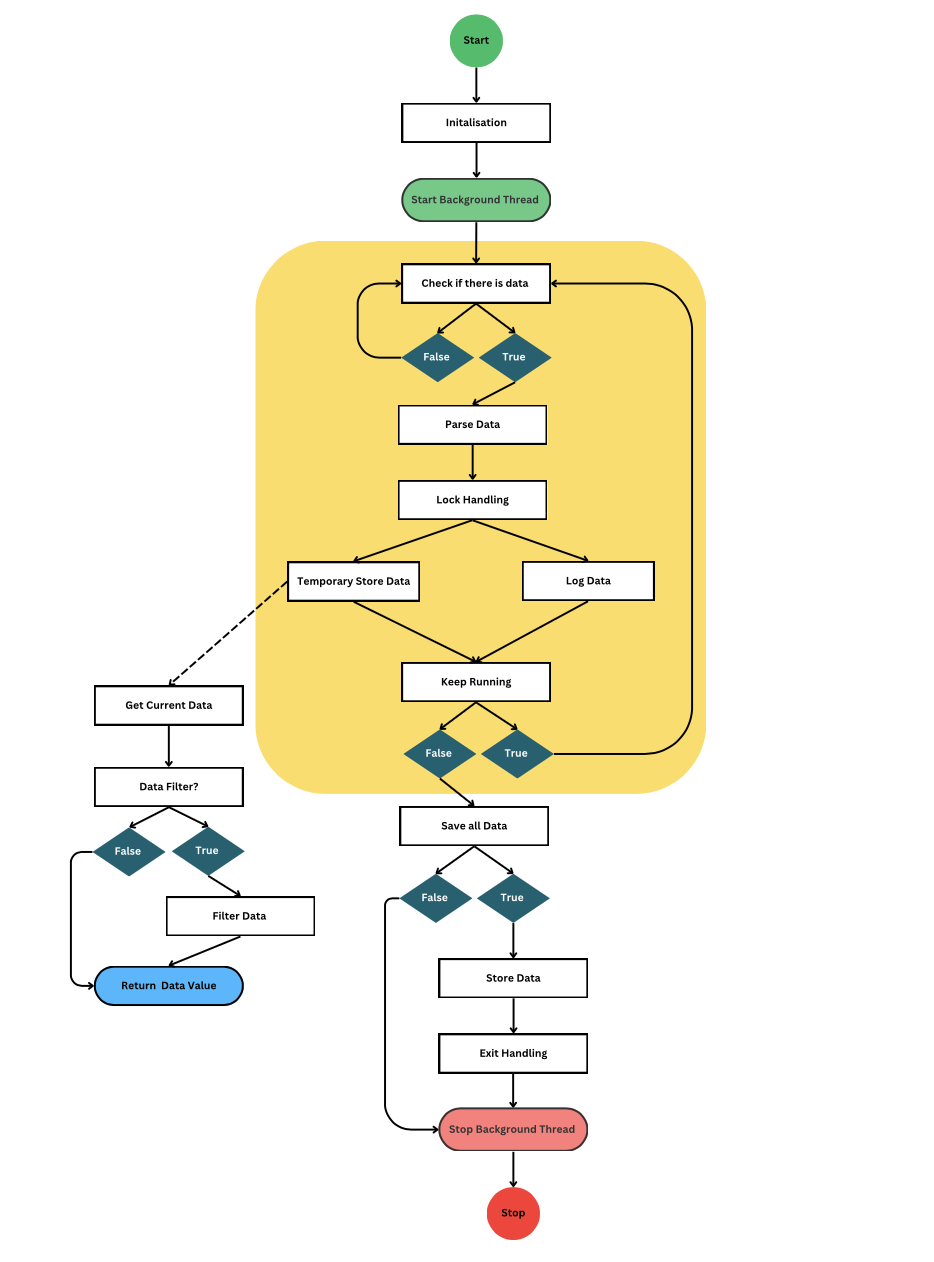 Start
Initalisation
Start Background Thread
Check if there is data
False
True
Parse Data
Lock Handling
Temporary Store Data
Log Data
Keep Running
False
True
Get Current Data
Data Filter?
False
True
Filter Data
Return Data Value
Save all Data
False
True
Store Data
Exit Handling
Stop Background Thread
Stop